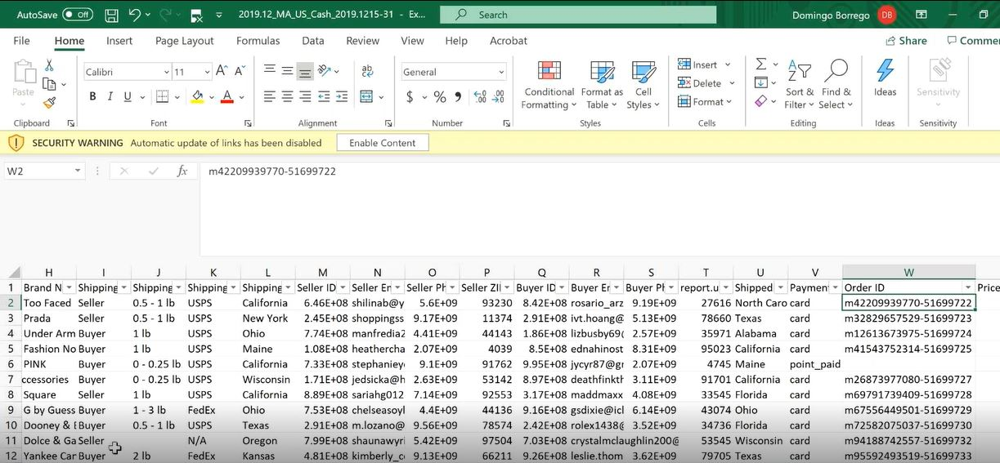 AutoSave Off 2019.12_MA_US_Cash_2019.1215-31 - Ex... Search Domingo Borrego DB
File Home Insert Page Layout Formulas Data Review View Help Acrobat Share Comme
Paste Calibri 11 A A ab General Conditional Formatting Format as Table Cell Styles Insert Delete Format Sort & Filter Find & Select Ideas Sensitivity
B I U A $ % 9 .00 .00
Clipboard Font Alignment Number Styles Cells Editing Ideas Sensitivity
SECURITY WARNING Automatic update of links has been disabled Enable Content
W2 fx m42209939770-51699722
H I J K L M N O P Q R S T U V W
1 Brand N Shipping Shipping Shipping Shipping Seller ID Seller En Seller Ph Seller ZI Buyer ID Buyer Er Buyer Ph report.u Shipped Paymen Order ID Price
2 Too Faced Seller 0.5 - 1 lb USPS California 6.46E+08 shilinab@y 5.6E+09 93230 8.42E+08 rosario_arz 9.19E+09 27616 North Caro card m42209939770-51699722
3 Prada Seller 0.5 - 1 lb USPS New York 2.45E+08 shoppingss 9.17E+09 11374 2.91E+08 ivt.hoang@ 5.13E+09 78660 Texas card m32829657529-51699723
4 Under Arm Buyer 1 lb USPS Ohio 7.74E+08 manfredia2 4.41E+09 44143 1.86E+08 lizbusby69( 2.57E+09 35971 Alabama card m12613673975-51699724
5 Fashion No Buyer 1 lb USPS Maine 1.08E+08 heathercha 2.07E+09 4039 8.5E+08 ednahinost 8.31E+09 95023 California card m41543752314-51699725
6 PINK Buyer 0 - 0.25 lb USPS California 7.33E+08 stephaniey 9.1E+09 91762 9.95E+08 jycyr87@gr 2.07E+09 4745 Maine point_paid
7 ccessories Buyer 0 - 0.25 lb USPS Wisconsin 1.71E+08 jedsicka@h 2.63E+09 53142 8.97E+08 deathfinkth 3.11E+09 91701 California card m26873977080-51699727
8 Square Seller 1 lb USPS California 8.89E+08 sariahg012 7.14E+09 92553 3.17E+08 maddmaxx 4.08E+09 33545 Florida card m69791739409-51699728
9 G by Guess Buyer 1 - 3 lb FedEx Ohio 7.53E+08 chelseasoyl 4.4E+09 44136 9.16E+08 gsdixie@icl 6.14E+09 43074 Ohio card m67556449501-51699729
10 Dooney & E Buyer 0.5 - 1 lb USPS Texas 2.91E+08 m.lozano@ 9.56E+09 78574 2.42E+08 rolex1438( 3.52E+09 34736 Florida card m72582075037-51699730
11 Dolce & Ga Seller N/A Oregon 7.99E+08 shaunawyri 5.42E+09 97504 7.03E+08 crystalmclaughlin200@ 53545 Wisconsin card m94188742557-51699732
12 Yankee Car Buyer 2 lb FedEx Kansas 4.81E+08 kimberly_c 9.13E+09 66211 9.26E+08 leslie.thom 3.62E+09 79705 Texas card m95592493519-51699733